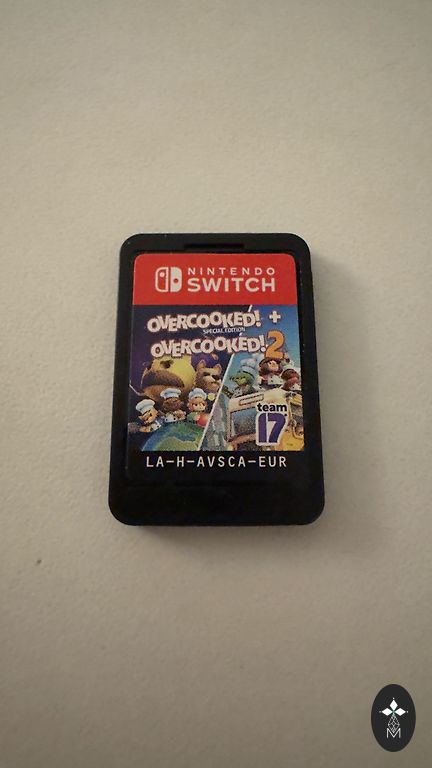 NINTENDO
SWITCH
OVERCOOKED! +
SPECIAL EDITION
OVERCOOKED! 2
team
17
LA-H-AVSCA-EUR
M